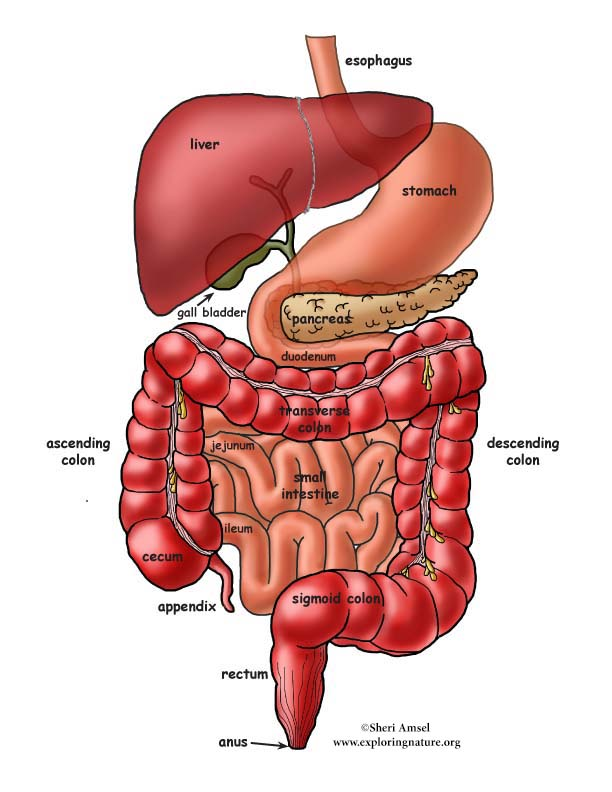 esophagus
liver
stomach
gall bladder
pancreas
duodenum
transverse
colon
ascending
colon
jejunum
descending
colon
small
intestine
ileum
cecum
appendix
sigmoid colon
rectum
anus
©Sheri Amsel
www.exploringnature.org